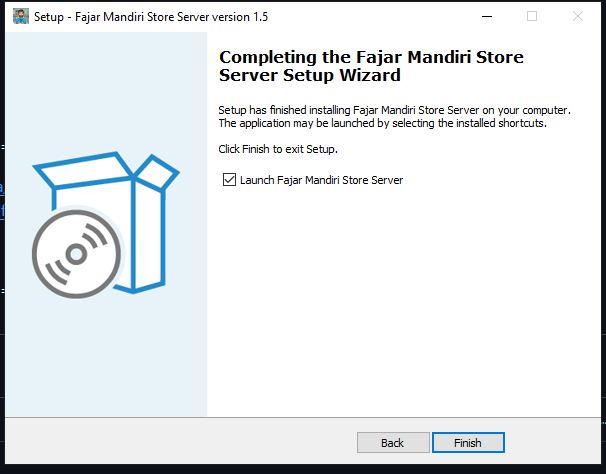 Setup - Fajar Mandiri Store Server version 1.5
Completing the Fajar Mandiri Store
Server Setup Wizard
Setup has finished installing Fajar Mandiri Store Server on your computer.
The application may be launched by selecting the installed shortcuts.
Click Finish to exit Setup.
Launch Fajar Mandiri Store Server
Back
Finish